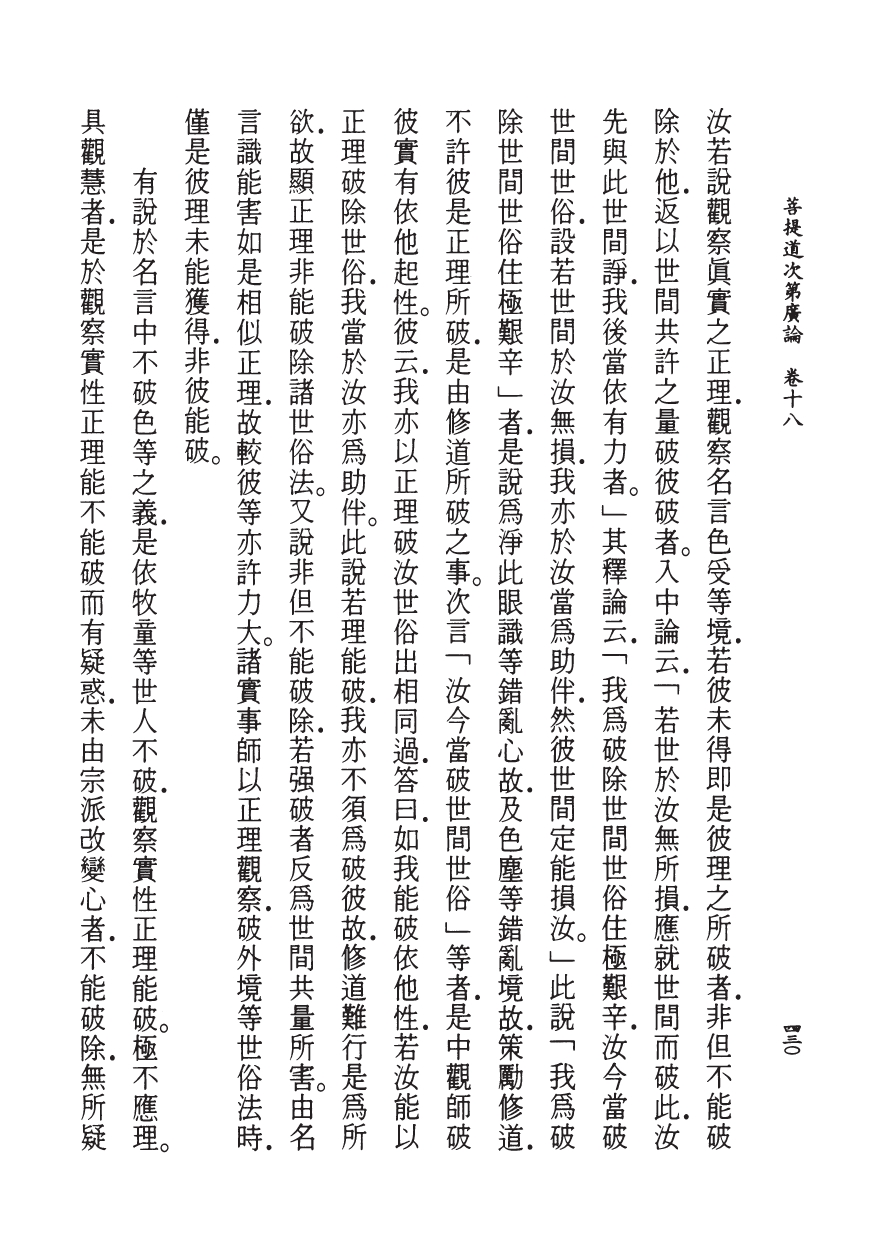 菩提道次第廣論　卷十八
四三〇
汝若說觀察眞實之正理．觀察名言色受等境．若彼未得即是彼理之所破者．非但不能破
除於他．返以世間共許之量破彼破者。入中論云．「若世於汝無所損．應就世間而破此．汝
先與此世間諍．我後當依有力者。」其釋論云．「我爲破除世間世俗住極艱辛．汝今當破
世間世俗．設若世間於汝無損．我亦於汝當爲助伴．然彼世間定能損汝。」此說「我爲破
除世間世俗住極艱辛」者．是說爲淨此眼識等錯亂心故．及色塵等錯亂境故．策勵修道．
不許彼是正理所破．是由修道所破之事。次言「汝今當破世間世俗」等者．是中觀師破
彼實有依他起性。彼云．我亦以正理破汝世俗出相同過．答曰．如我能破依他性．若汝能以
正理破除世俗．我當於汝亦爲助伴。此說若理能破．我亦不須爲破彼故．修道難行是爲所
欲．故顯正理非能破除諸世俗法。又說非但不能破除．若强破者反爲世間共量所害。由名
言識能害如是相似正理．故較彼等亦許力大。諸實事師以正理觀察．破外境等世俗法時．
僅是彼理未能獲得．非彼能破。
有說於名言中不破色等之義．是依牧童等世人不破．觀察實性正理能破。極不應理。
具觀慧者．是於觀察實性正理能不能破而有疑惑．未由宗派改變心者．不能破除．無所疑